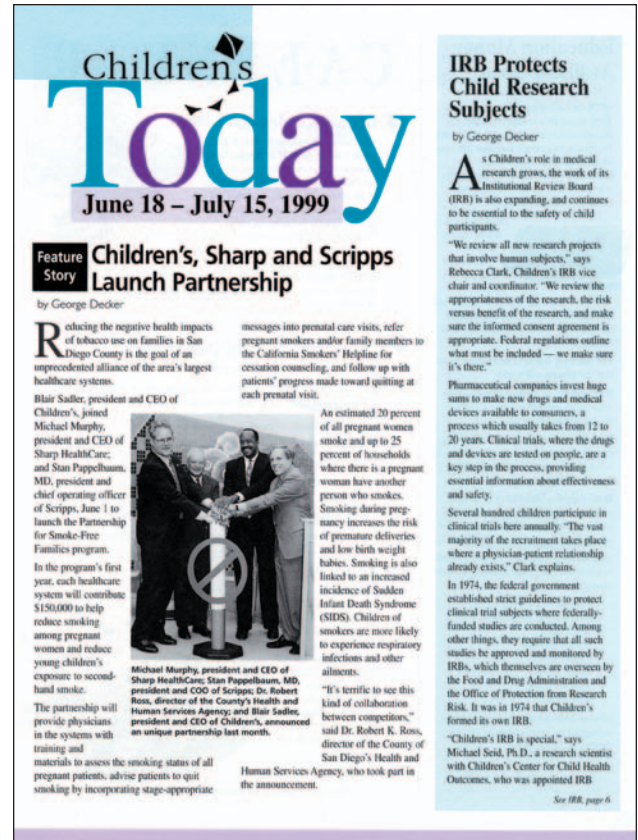 Children's
Today
June 18 – July 15, 1999
Feature
Story
Children's, Sharp and Scripps
Launch Partnership
by George Decker
Reducing the negative health impacts
of tobacco use on families in San
Diego County is the goal of an
unprecedented alliance of the area's largest
healthcare systems.
Blair Sadler, president and CEO of
Children's, joined
Michael Murphy,
president and CEO of
Sharp HealthCare;
and Stan Pappelbaum,
MD, president and
chief operating officer
of Scripps, June 1 to
launch the Partnership
for Smoke-Free
Families program.
In the program's first
year, each healthcare
system will contribute
$150,000 to help
reduce smoking
among pregnant
women and reduce
young children's
exposure to second-
hand smoke.
The partnership will
provide physicians
in the systems with
training and
materials to assess the smoking status of all
pregnant patients, advise patients to quit
smoking by incorporating stage-appropriate
messages into prenatal care visits, refer
pregnant smokers and/or family members to
the California Smokers' Helpline for
cessation counseling, and follow up with
patients' progress made toward quitting at
each prenatal visit.
An estimated 20 percent
of all pregnant women
smoke and up to 25
percent of households
where there is a pregnant
woman have another
person who smokes.
Smoking during preg-
nancy increases the risk
of premature deliveries
and low birth weight
babies. Smoking is also
linked to an increased
incidence of Sudden
Infant Death Syndrome
(SIDS). Children of
smokers are more likely
to experience respiratory
infections and other
ailments.
"It's terrific to see this
kind of collaboration
between competitors,"
said Dr. Robert K. Ross,
director of the County of
San Diego's Health and
Human Services Agency, who took part in
the announcement.
Michael Murphy, president and CEO of
Sharp HealthCare; Stan Pappelbaum, MD,
president and COO of Scripps; Dr. Robert
Ross, director of the County's Health and
Human Services Agency; and Blair Sadler,
president and CEO of Children's, announced
an unique partnership last month.
IRB Protects
Child Research
Subjects
by George Decker
As Children's role in medical
research grows, the work of its
Institutional Review Board
(IRB) is also expanding, and continues
to be essential to the safety of child
participants.
"We review all new research projects
that involve human subjects," says
Rebecca Clark, Children's IRB vice
chair and coordinator. "We review the
appropriateness of the research, the risk
versus benefit of the research, and make
sure the informed consent agreement is
appropriate. Federal regulations outline
what must be included — we make sure
it's there."
Pharmaceutical companies invest huge
sums to make new drugs and medical
devices available to consumers, a
process which usually takes from 12 to
20 years. Clinical trials, where the drugs
and devices are tested on people, are a
key step in the process, providing
essential information about effectiveness
and safety.
Several hundred children participate in
clinical trials here annually. "The vast
majority of the recruitment takes place
where a physician-patient relationship
already exists," Clark explains.
In 1974, the federal government
established strict guidelines to protect
clinical trial subjects where federally-
funded studies are conducted. Among
other things, they require that all such
studies be approved and monitored by
IRBs, which themselves are overseen by
the Food and Drug Administration and
the Office of Protection from Research
Risk. It was in 1974 that Children's
formed its own IRB.
"Children's IRB is special," says
Michael Seid, Ph.D., a research scientist
with Children's Center for Child Health
Outcomes, who was appointed IRB
See IRB, page 6